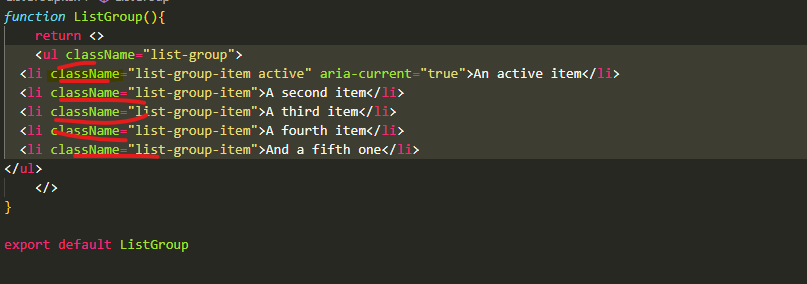 function ListGroup(){
return <>
<ul className="list-group">
<li className="list-group-item active" aria-current="true">An active item</li>
<li className="list-group-item">A second item</li>
<li className="list-group-item">A third item</li>
<li className="list-group-item">A fourth item</li>
<li className="list-group-item">And a fifth one</li>
</ul>
</>
}
export default ListGroup